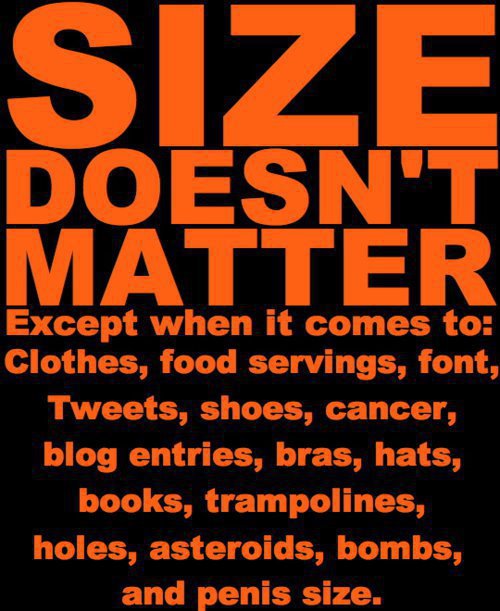 SIZE
DOESN'T
MATTER
Except when it comes to:
Clothes, food servings, font,
Tweets, shoes, cancer,
blog entries, bras, hats,
books, trampolines,
holes, asteroids, bombs,
and penis size.